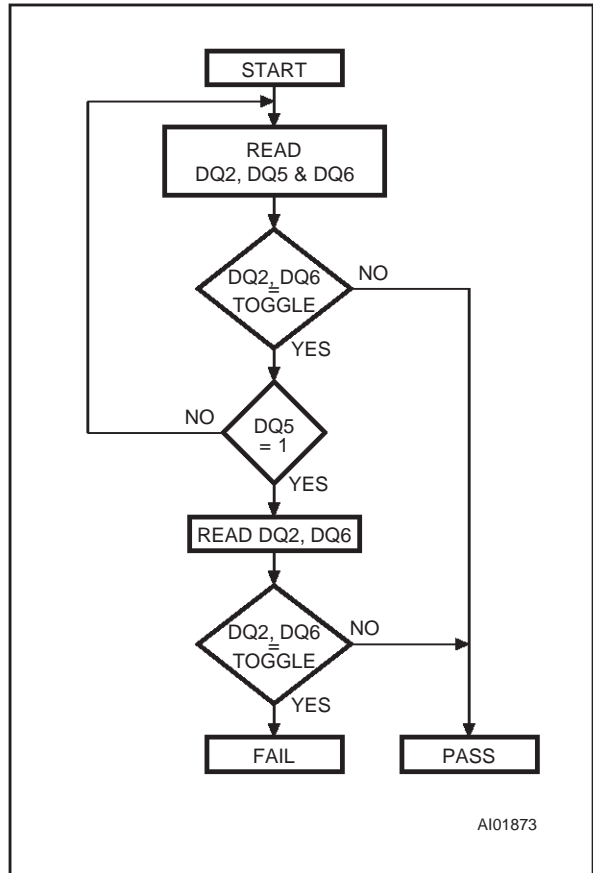 START
READ
DQ2, DQ5 & DQ6
DQ2, DQ6
=
TOGGLE
NO
YES
NO
DQ5
= 1
YES
READ DQ2, DQ6
DQ2, DQ6
=
TOGGLE
NO
YES
FAIL
PASS
AI01873